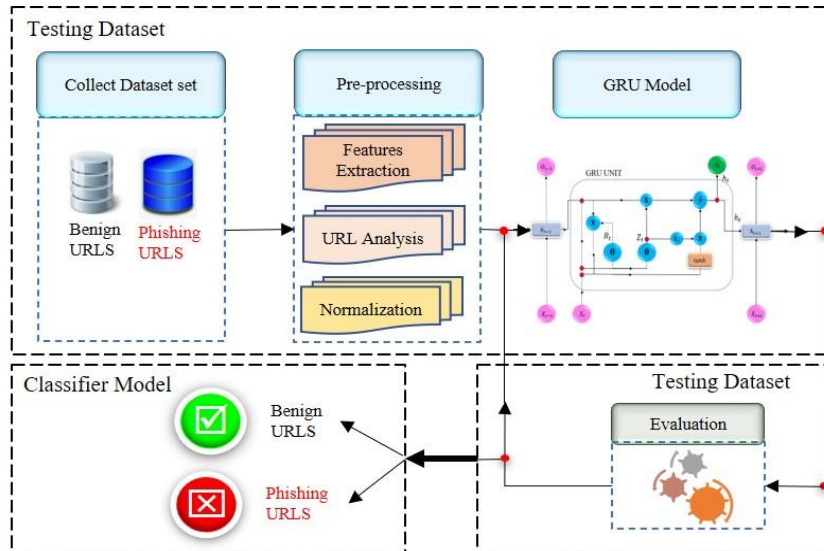 Testing Dataset
Collect Dataset set
Pre-processing
GRU Model
Benign
URLS
Phishing
URLS
Features
Extraction
URL Analysis
Normalization
GRU UNIT
tanh
Classifier Model
Benign
URLS
Phishing
URLS
Testing Dataset
Evaluation